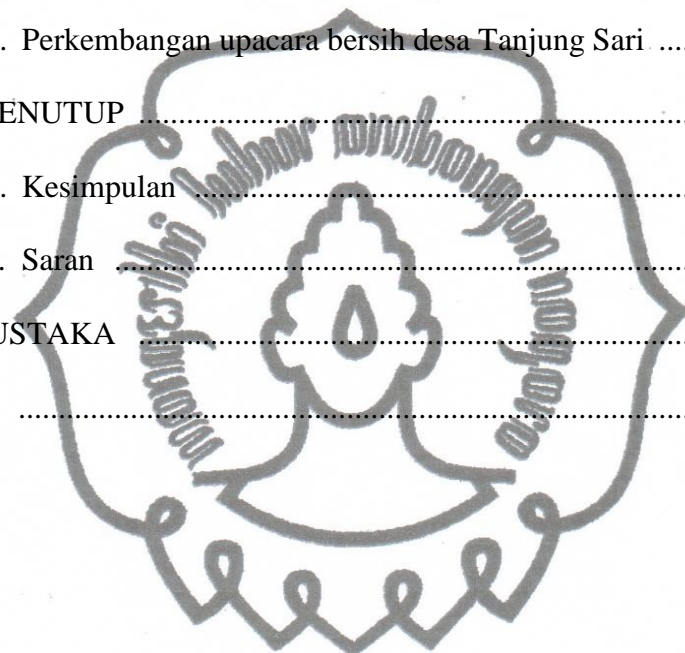 . Perkembangan upacara bersih desa Tanjung Sari ....
ENUTUP ........................................................................
. Kesimpulan ................................................................
. Saran ........................................................................
USTAKA ........................................................................
....................................................................................